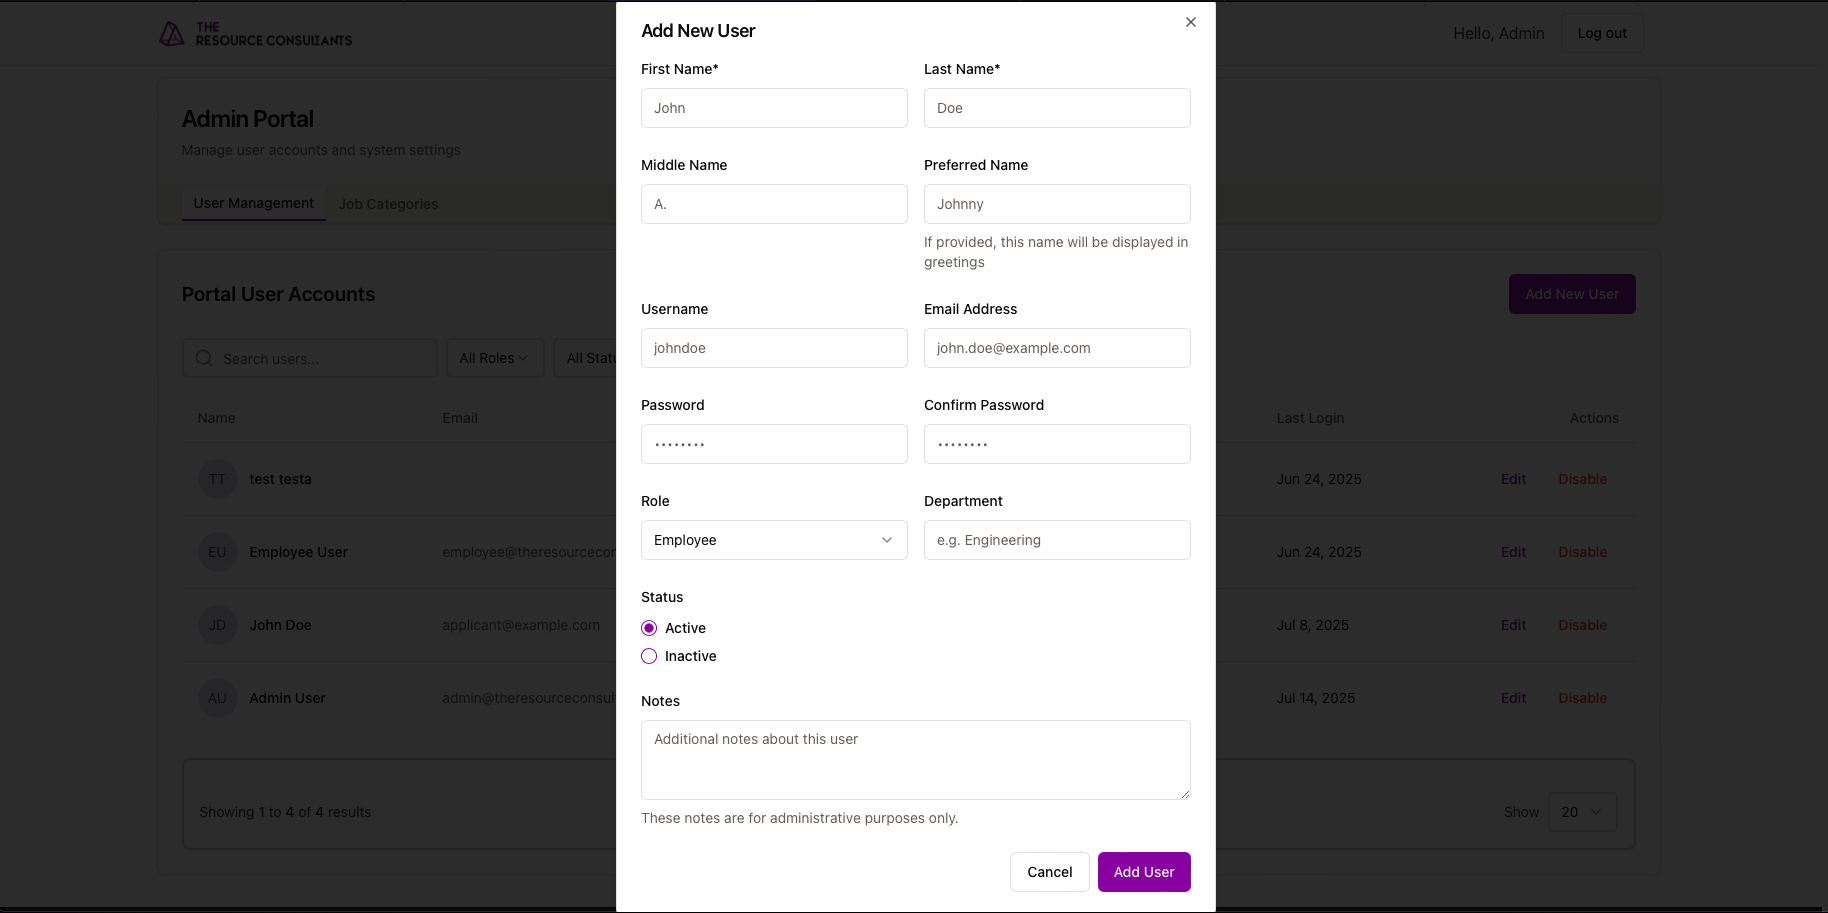 THE
RESOURCE CONSULTANTS
Hello, Admin
Log out
Admin Portal
Manage user accounts and system settings
User Management
Job Categories
Portal User Accounts
Add New User
Search users...
All Roles
All Statu
Name
Email
Last Login
Actions
TT
test testa
Jun 24, 2025
Edit
Disable
EU
Employee User
employee@theresourcecor
Jun 24, 2025
Edit
Disable
JD
John Doe
applicant@example.com
Jul 8, 2025
Edit
Disable
AU
Admin User
admin@theresourceconsul
Jul 14, 2025
Edit
Disable
Showing 1 to 4 of 4 results
Show
20
Add New User
First Name*
Last Name*
John
Doe
Middle Name
Preferred Name
A.
Johnny
If provided, this name will be displayed in
greetings
Username
Email Address
johndoe
john.doe@example.com
Password
Confirm Password
••••••••
••••••••
Role
Department
Employee
e.g. Engineering
Status
Active
Inactive
Notes
Additional notes about this user
These notes are for administrative purposes only.
Cancel
Add User